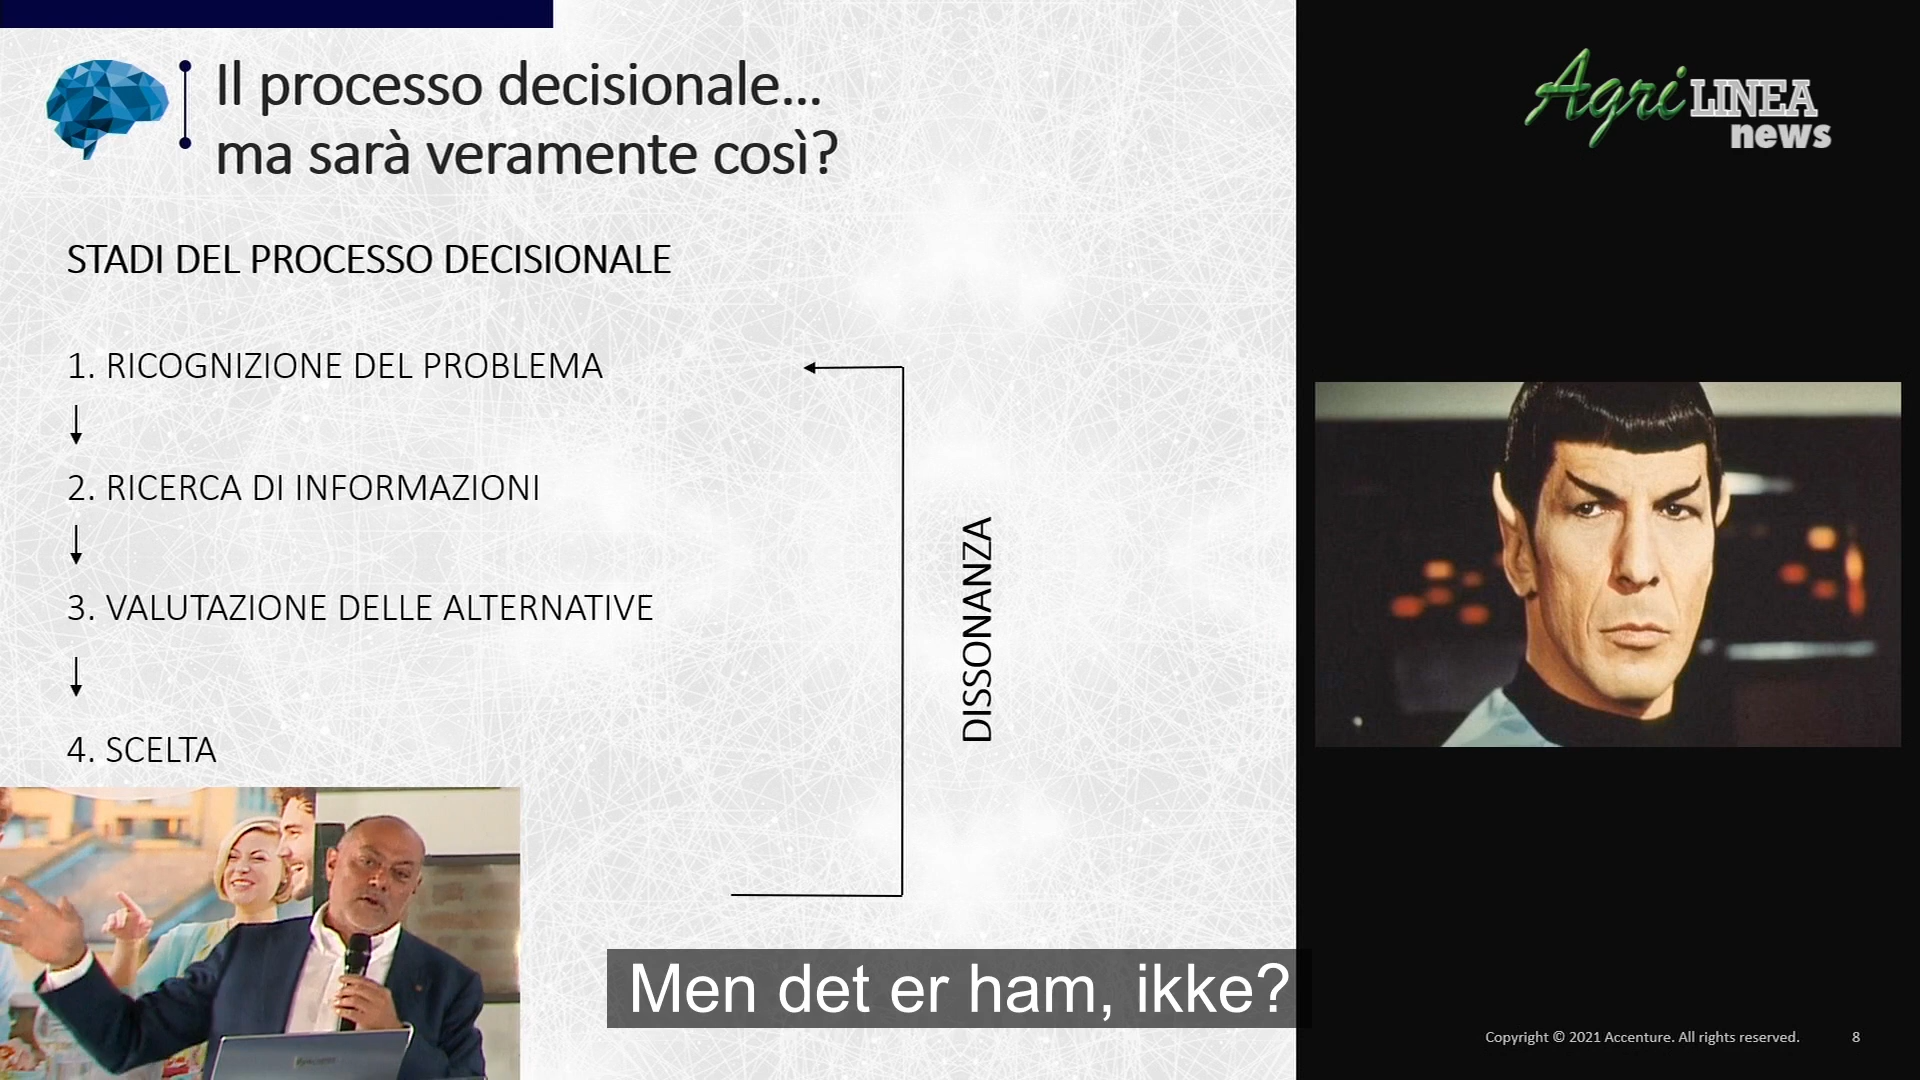 Il processo decisionale...
ma sarà veramente così?
Agri LINEA
news
STADI DEL PROCESSO DECISIONALE
1. RICOGNIZIONE DEL PROBLEMA
2. RICERCA DI INFORMAZIONI
3. VALUTAZIONE DELLE ALTERNATIVE
4. SCELTA
DISSONANZA
Men det er ham, ikke?
Copyright © 2021 Accenture. All rights reserved.
8